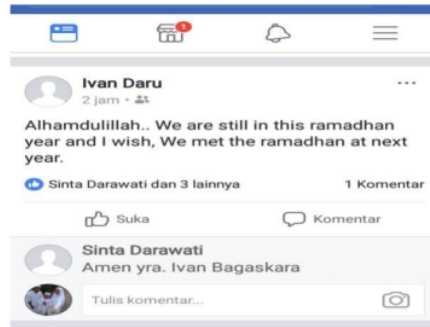 1
Ivan Daru
2 jam
Alhamdulillah.. We are still in this ramadhan
year and I wish, We met the ramadhan at next
year.
Sinta Darawati dan 3 lainnya 1 Komentar
Suka Komentar
Sinta Darawati
Amen yra. Ivan Bagaskara
Tulis komentar...